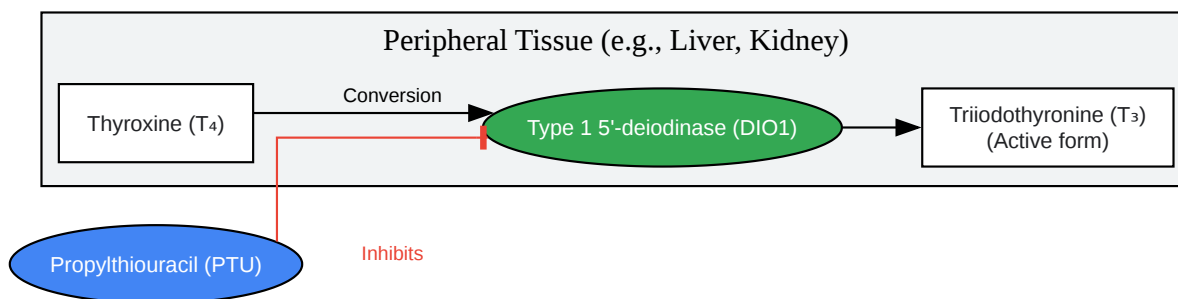 Peripheral Tissue (e.g., Liver, Kidney)
Conversion
Thyroxine (T₄)
Type 1 5'-deiodinase (DIO1)
Triiodothyronine (T₃)
(Active form)
Propylthiouracil (PTU)
Inhibits